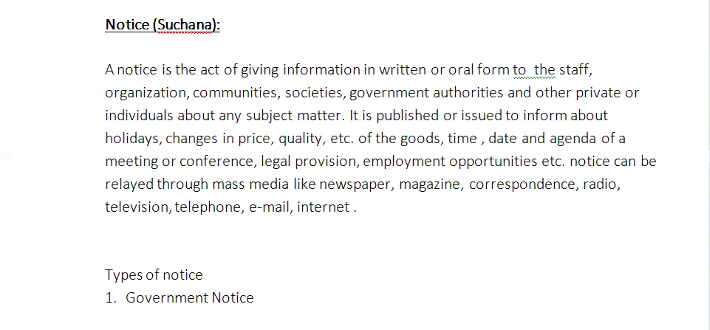 Notice (Suchana):
A notice is the act of giving information in written or oral form to  the staff,
organization, communities, societies, government authorities and other private or
individuals about any subject matter. It is published or issued to inform about
holidays, changes in price, quality, etc. of the goods, time , date and agenda of a
meeting or conference, legal provision, employment opportunities etc. notice can be
relayed through mass media like newspaper, magazine, correspondence, radio,
television, telephone, e-mail, internet .
Types of notice
1.  Government Notice